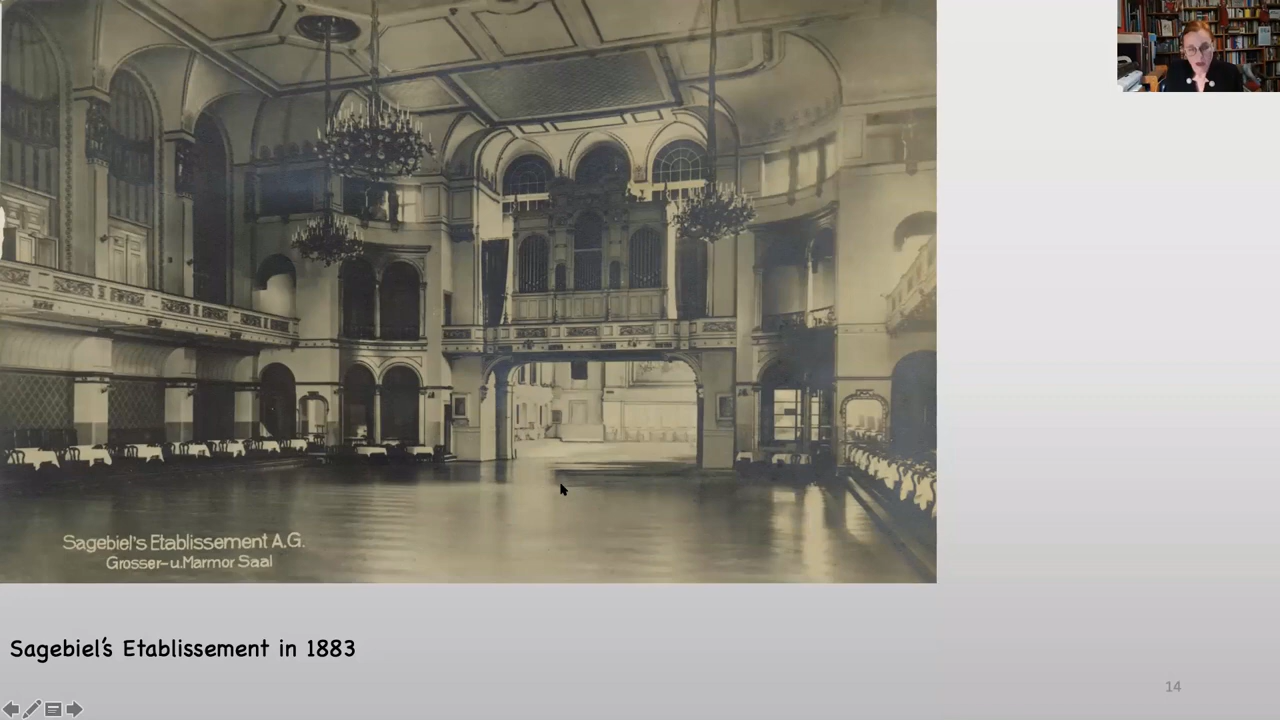 Sagebiel's Etablissement A.G.
Grosser-u.Marmor Saal
Sagebiel's Etablissement in 1883
14